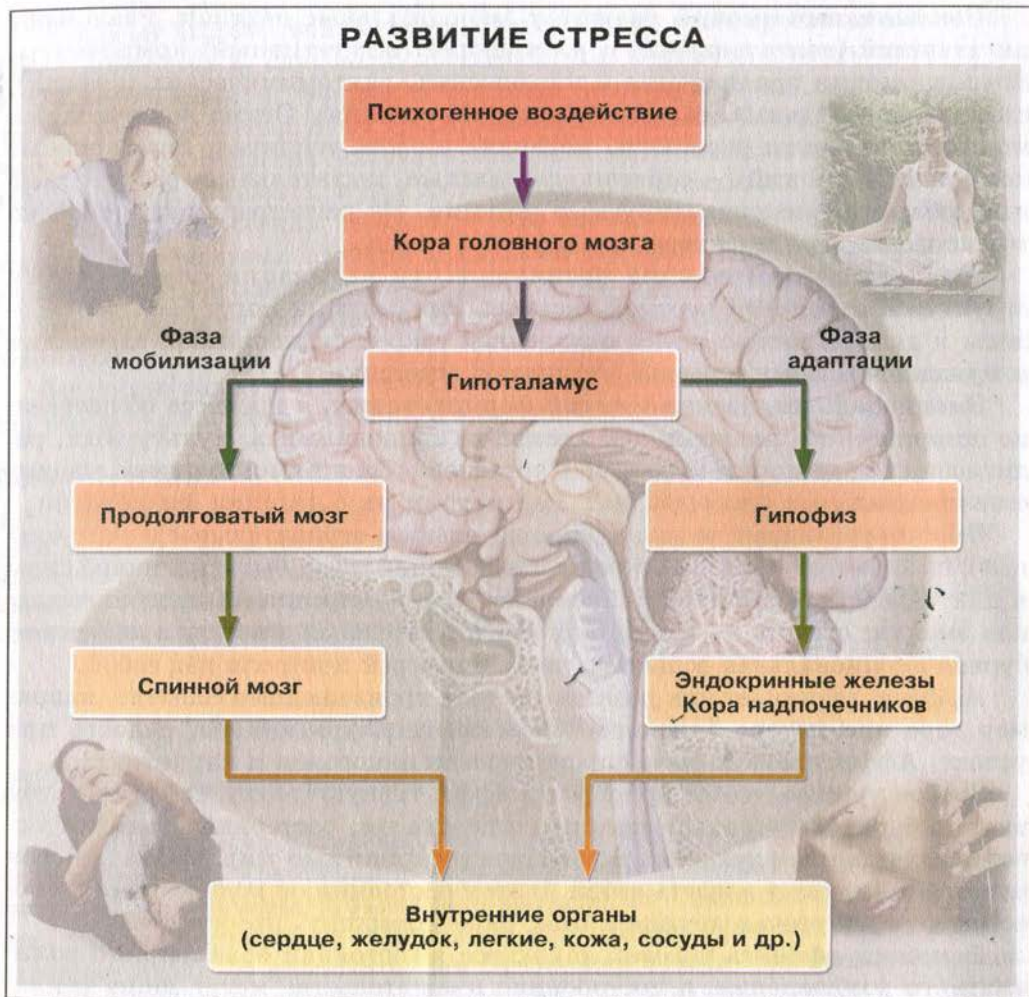 РАЗВИТИЕ СТРЕССА
Психогенное воздействие
Кора головного мозга
Фаза
мобилизации
Фаза
адаптации
Гипоталамус
Продолговатый мозг
Гипофиз
Спинной мозг
Эндокринные железы
Кора надпочечников
Внутренние органы
(сердце, желудок, легкие, кожа, сосуды и др.)